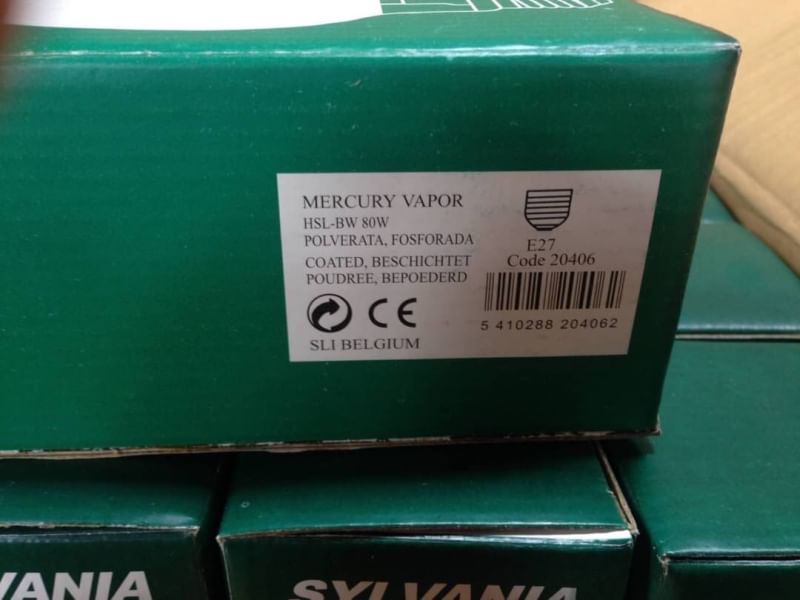 MERCURY VAPOR
HSL-BW 80W
POLVERATA, FOSFORADA
COATED, BESCHICHTET
POUDREE, BEPOEDERD
CE
SLI BELGIUM
E27
Code 20406
5 410288 204062
VANIA
SYLVANIA